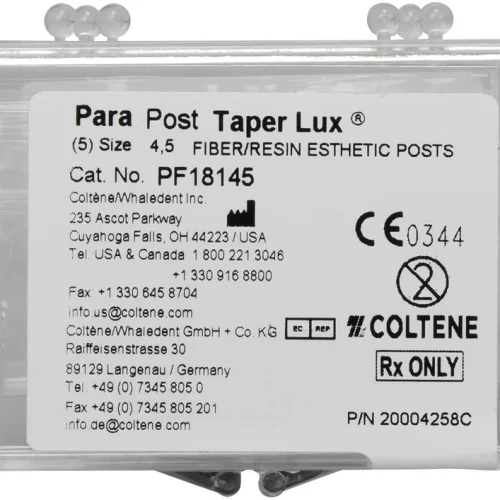 Para Post Taper Lux ®
(5) Size 4,5 FIBER/RESIN ESTHETIC POSTS
Cat. No. PF18145
Coltène/Whaledent Inc.
235 Ascot Parkway
Cuyahoga Falls, OH 44223 / USA
Tel. USA & Canada 1 800 221 3046
+1 330 916 8800
Fax. +1 330 645 8704
info.us@coltene.com
Coltène/Whaledent GmbH + Co. KG
Raiffeisenstrasse 30
89129 Langenau / Germany
Tel. +49 (0) 7345 805 0
Fax +49 (0) 7345 805 201
info.de@coltene.com
CE0344
2
EC REP
COLTENE
Rx ONLY
P/N 20004258C